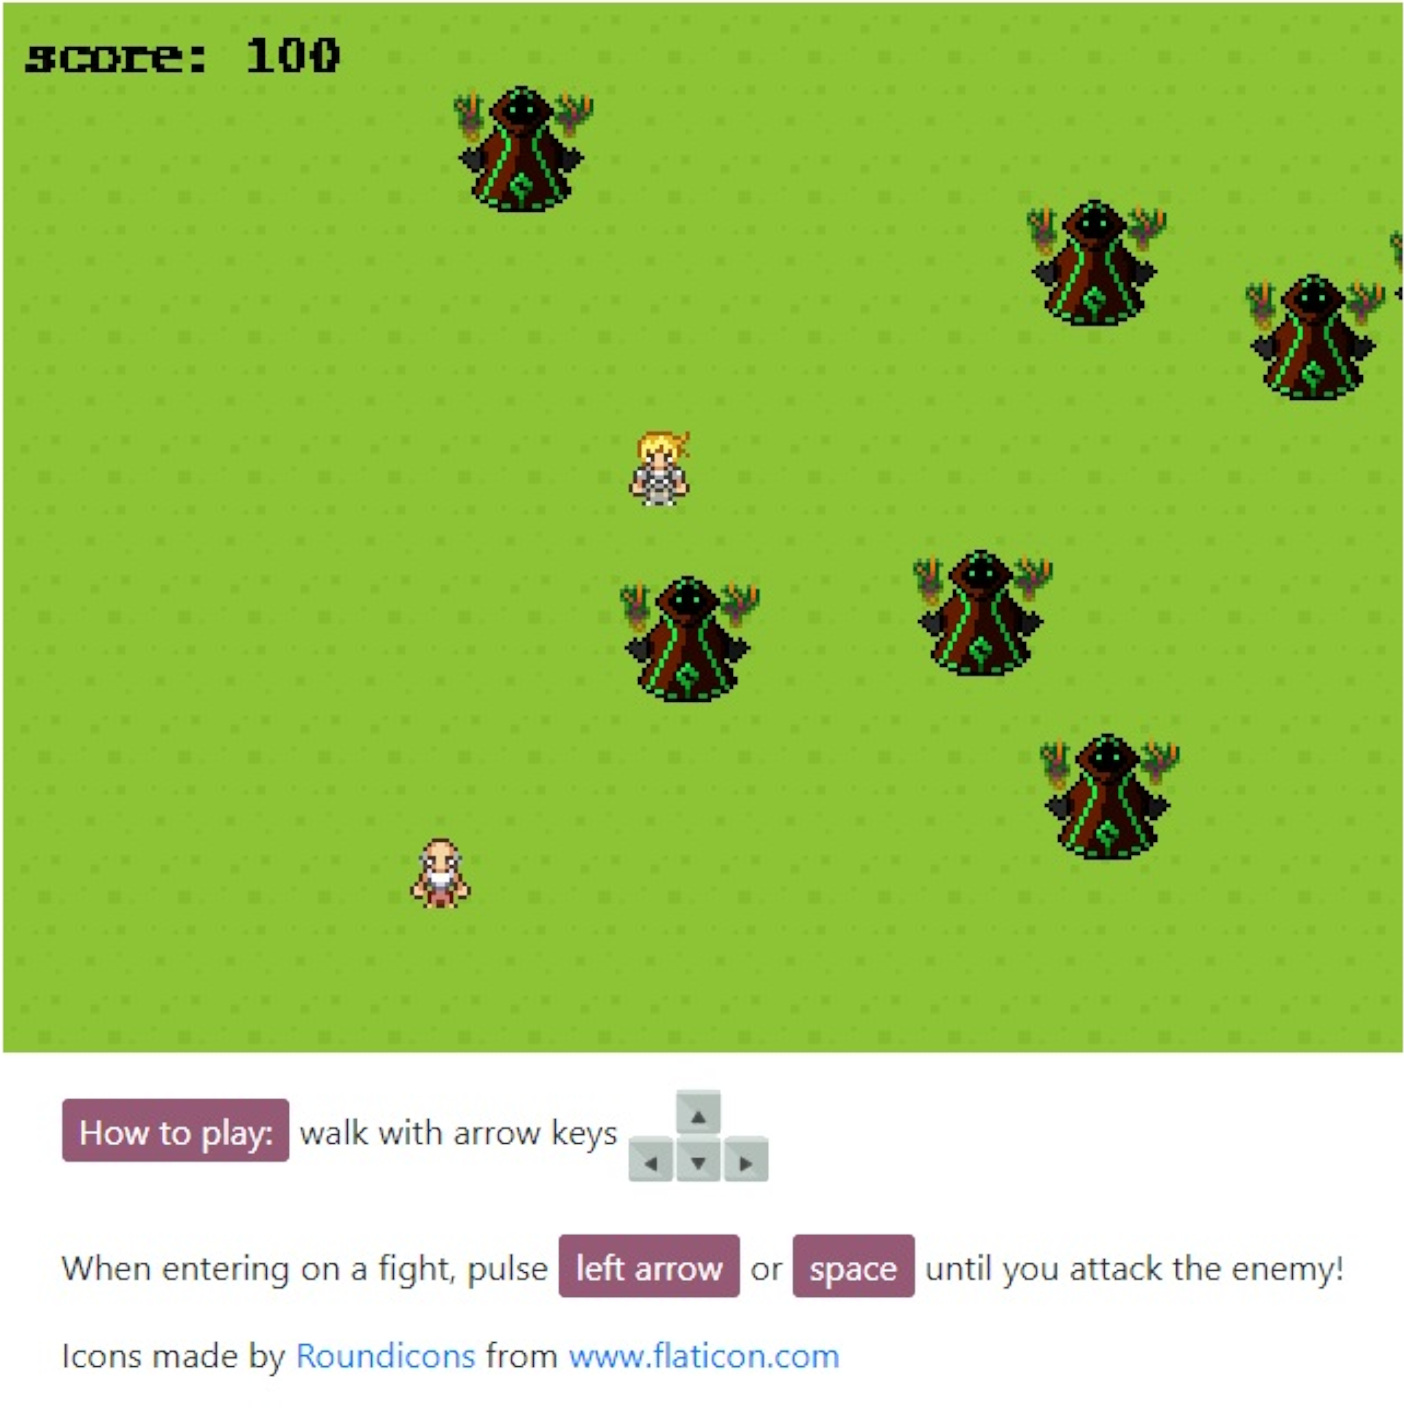 score: 100
How to play: walk with arrow keys
When entering on a fight, pulse left arrow or space until you attack the enemy!
Icons made by Roundicons from www.flaticon.com